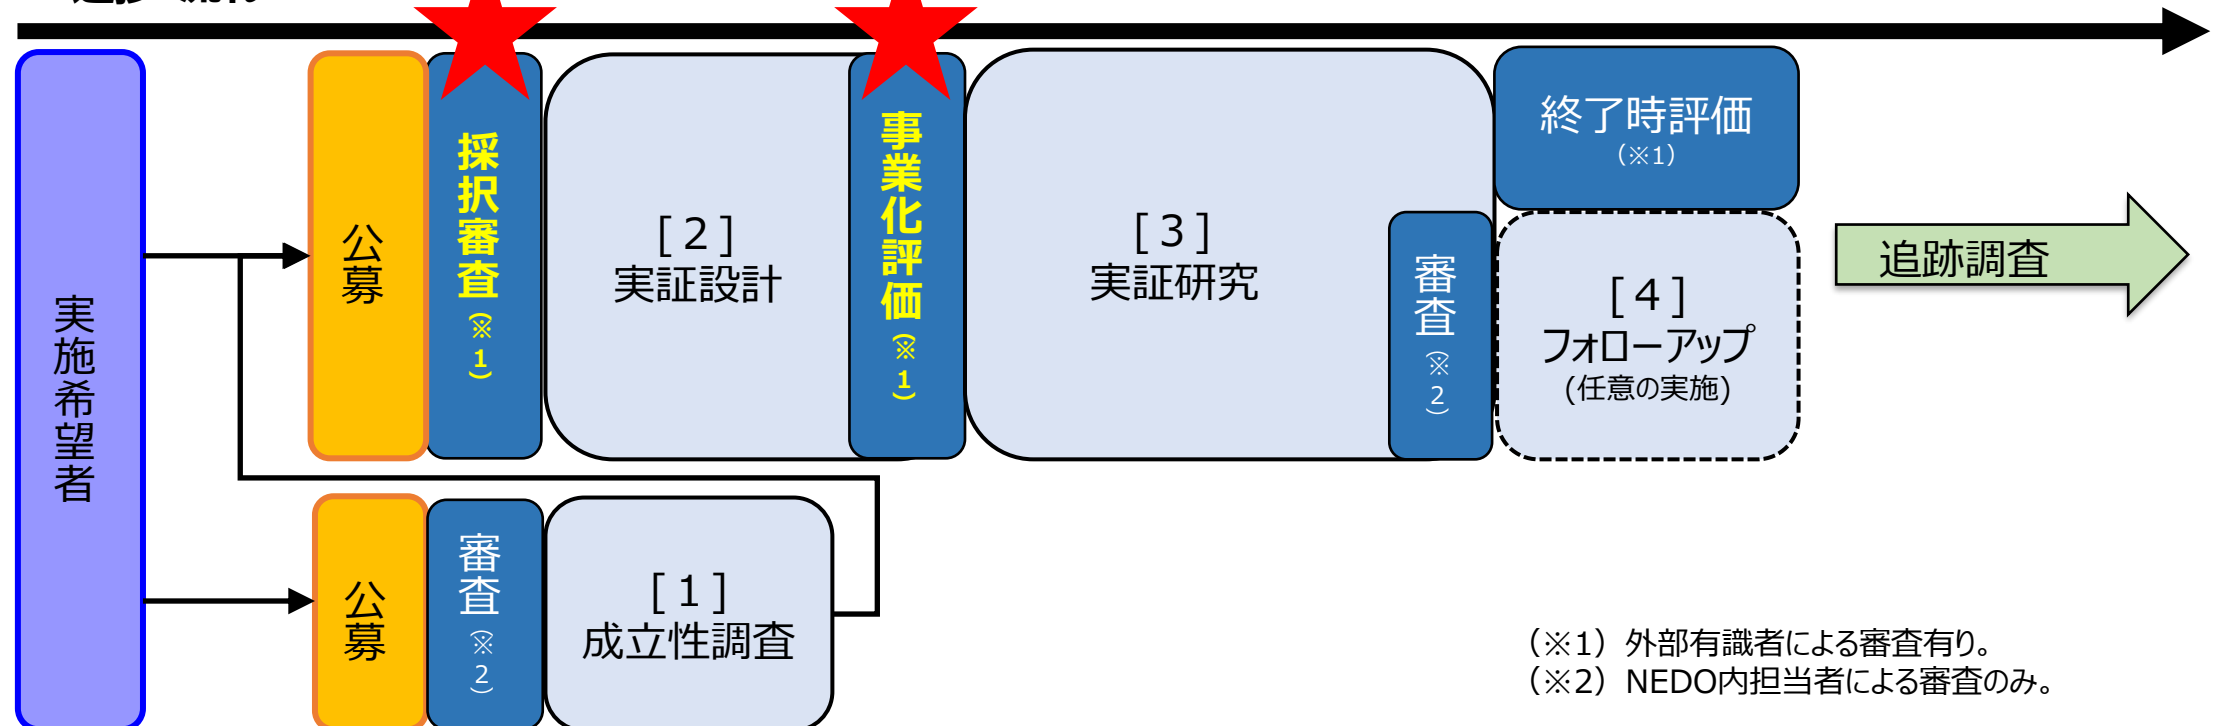 実施希望者
公募
採択審査(※1)
[2]
実証設計
事業化評価(※1)
[3]
実証研究
審査(※2)
終了時評価
(※1)
[4]
フォローアップ
(任意の実施)
追跡調査
公募
審査(※2)
[1]
成立性調査
(※1)外部有識者による審査有り。
(※2)NEDO内担当者による審査のみ。